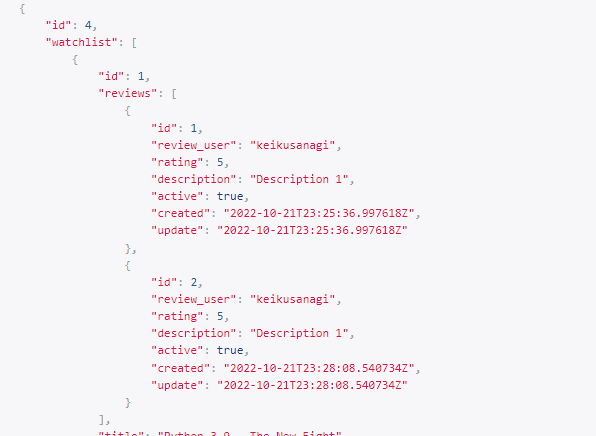 {
"id": 4,
"watchlist": [
{
"id": 1,
"reviews": [
{
"id": 1,
"review_user": "keikusanagi",
"rating": 5,
"description": "Description 1",
"active": true,
"created": "2022-10-21T23:25:36.997618Z",
"update": "2022-10-21T23:25:36.997618Z"
},
{
"id": 2,
"review_user": "keikusanagi",
"rating": 5,
"description": "Description 1",
"active": true,
"created": "2022-10-21T23:28:08.540734Z",
"update": "2022-10-21T23:28:08.540734Z"
}
],
"title": "Python 3.9 - The New